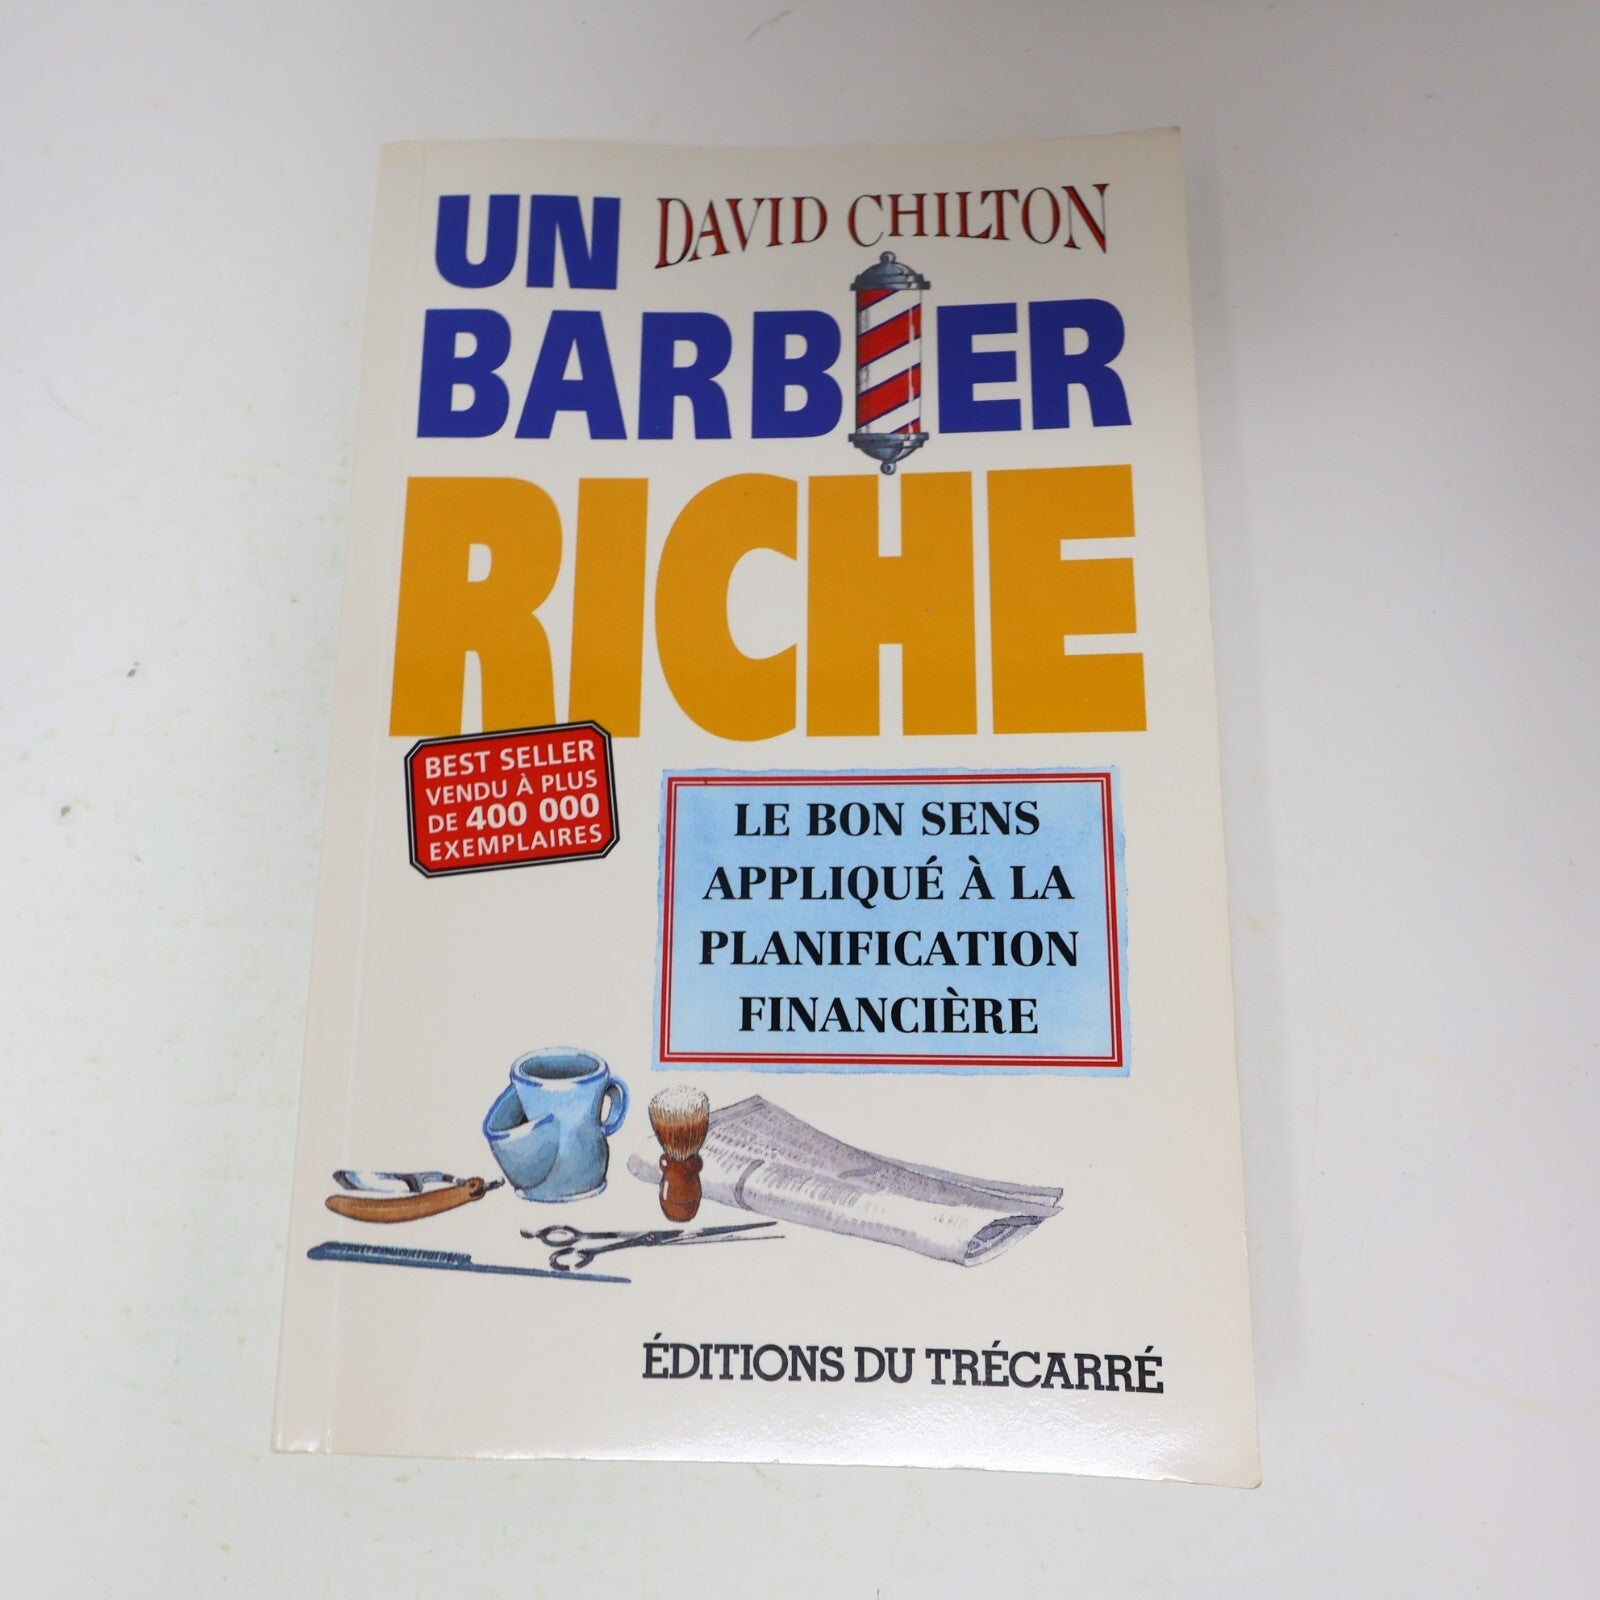 UN
DAVID CHILTON
BARBIER
RICHE
BEST SELLER
VENDU À PLUS
DE 400 000
EXEMPLAIRES
LE BON SENS
APPLIQUÉ À LA
PLANIFICATION
FINANCIÈRE
ÉDITIONS DU TRÉCARRÉ